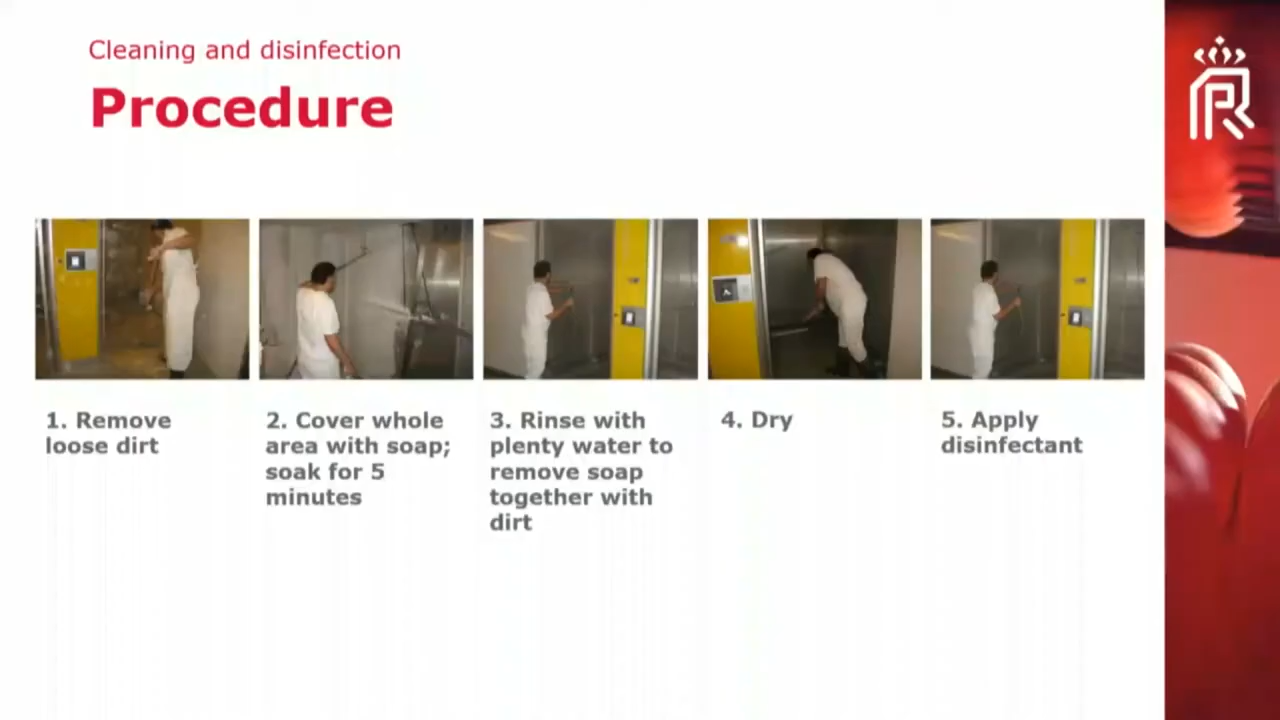 Cleaning and disinfection
Procedure
1. Remove
loose dirt
2. Cover whole
area with soap;
soak for 5
minutes
3. Rinse with
plenty water to
remove soap
together with
dirt
4. Dry
5. Apply
disinfectant